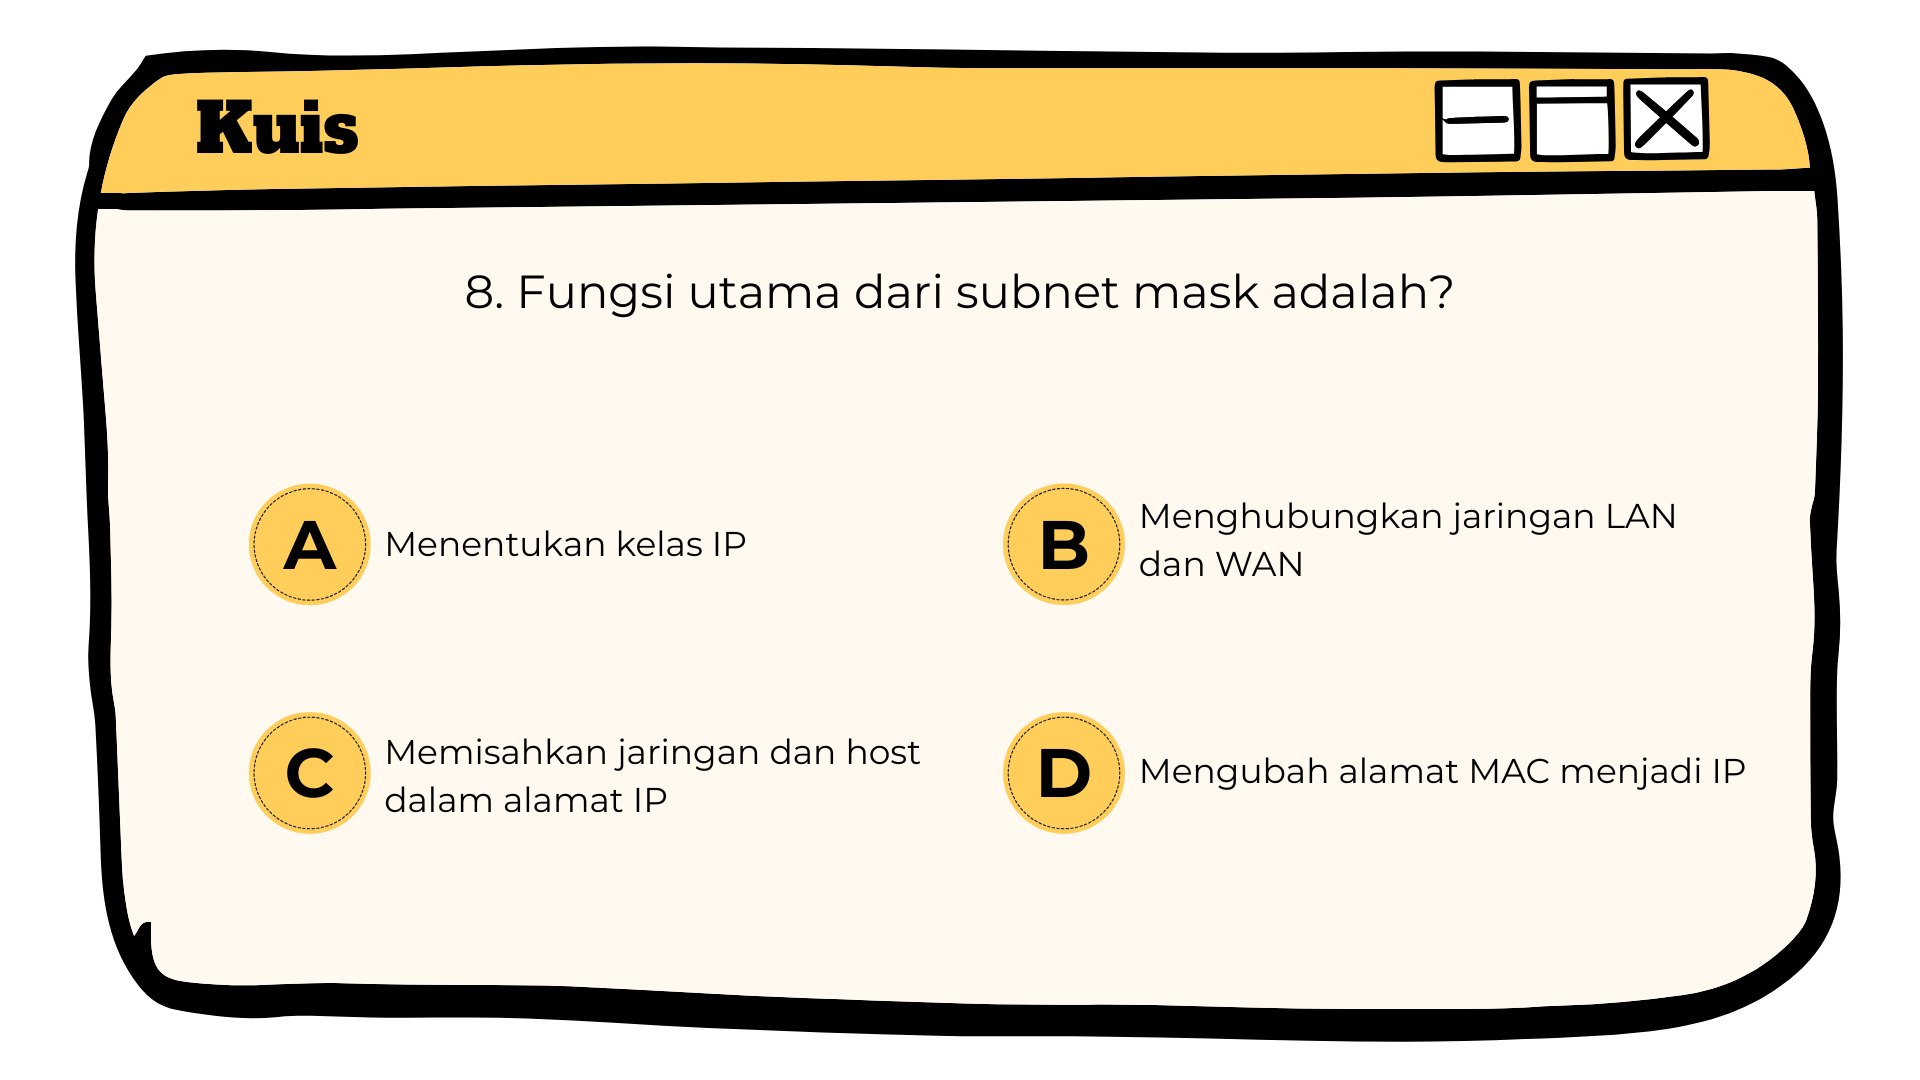 Kuis
8. Fungsi utama dari subnet mask adalah?
A
Menentukan kelas IP
B
Menghubungkan jaringan LAN
dan WAN
C
Memisahkan jaringan dan host
dalam alamat IP
D
Mengubah alamat MAC menjadi IP